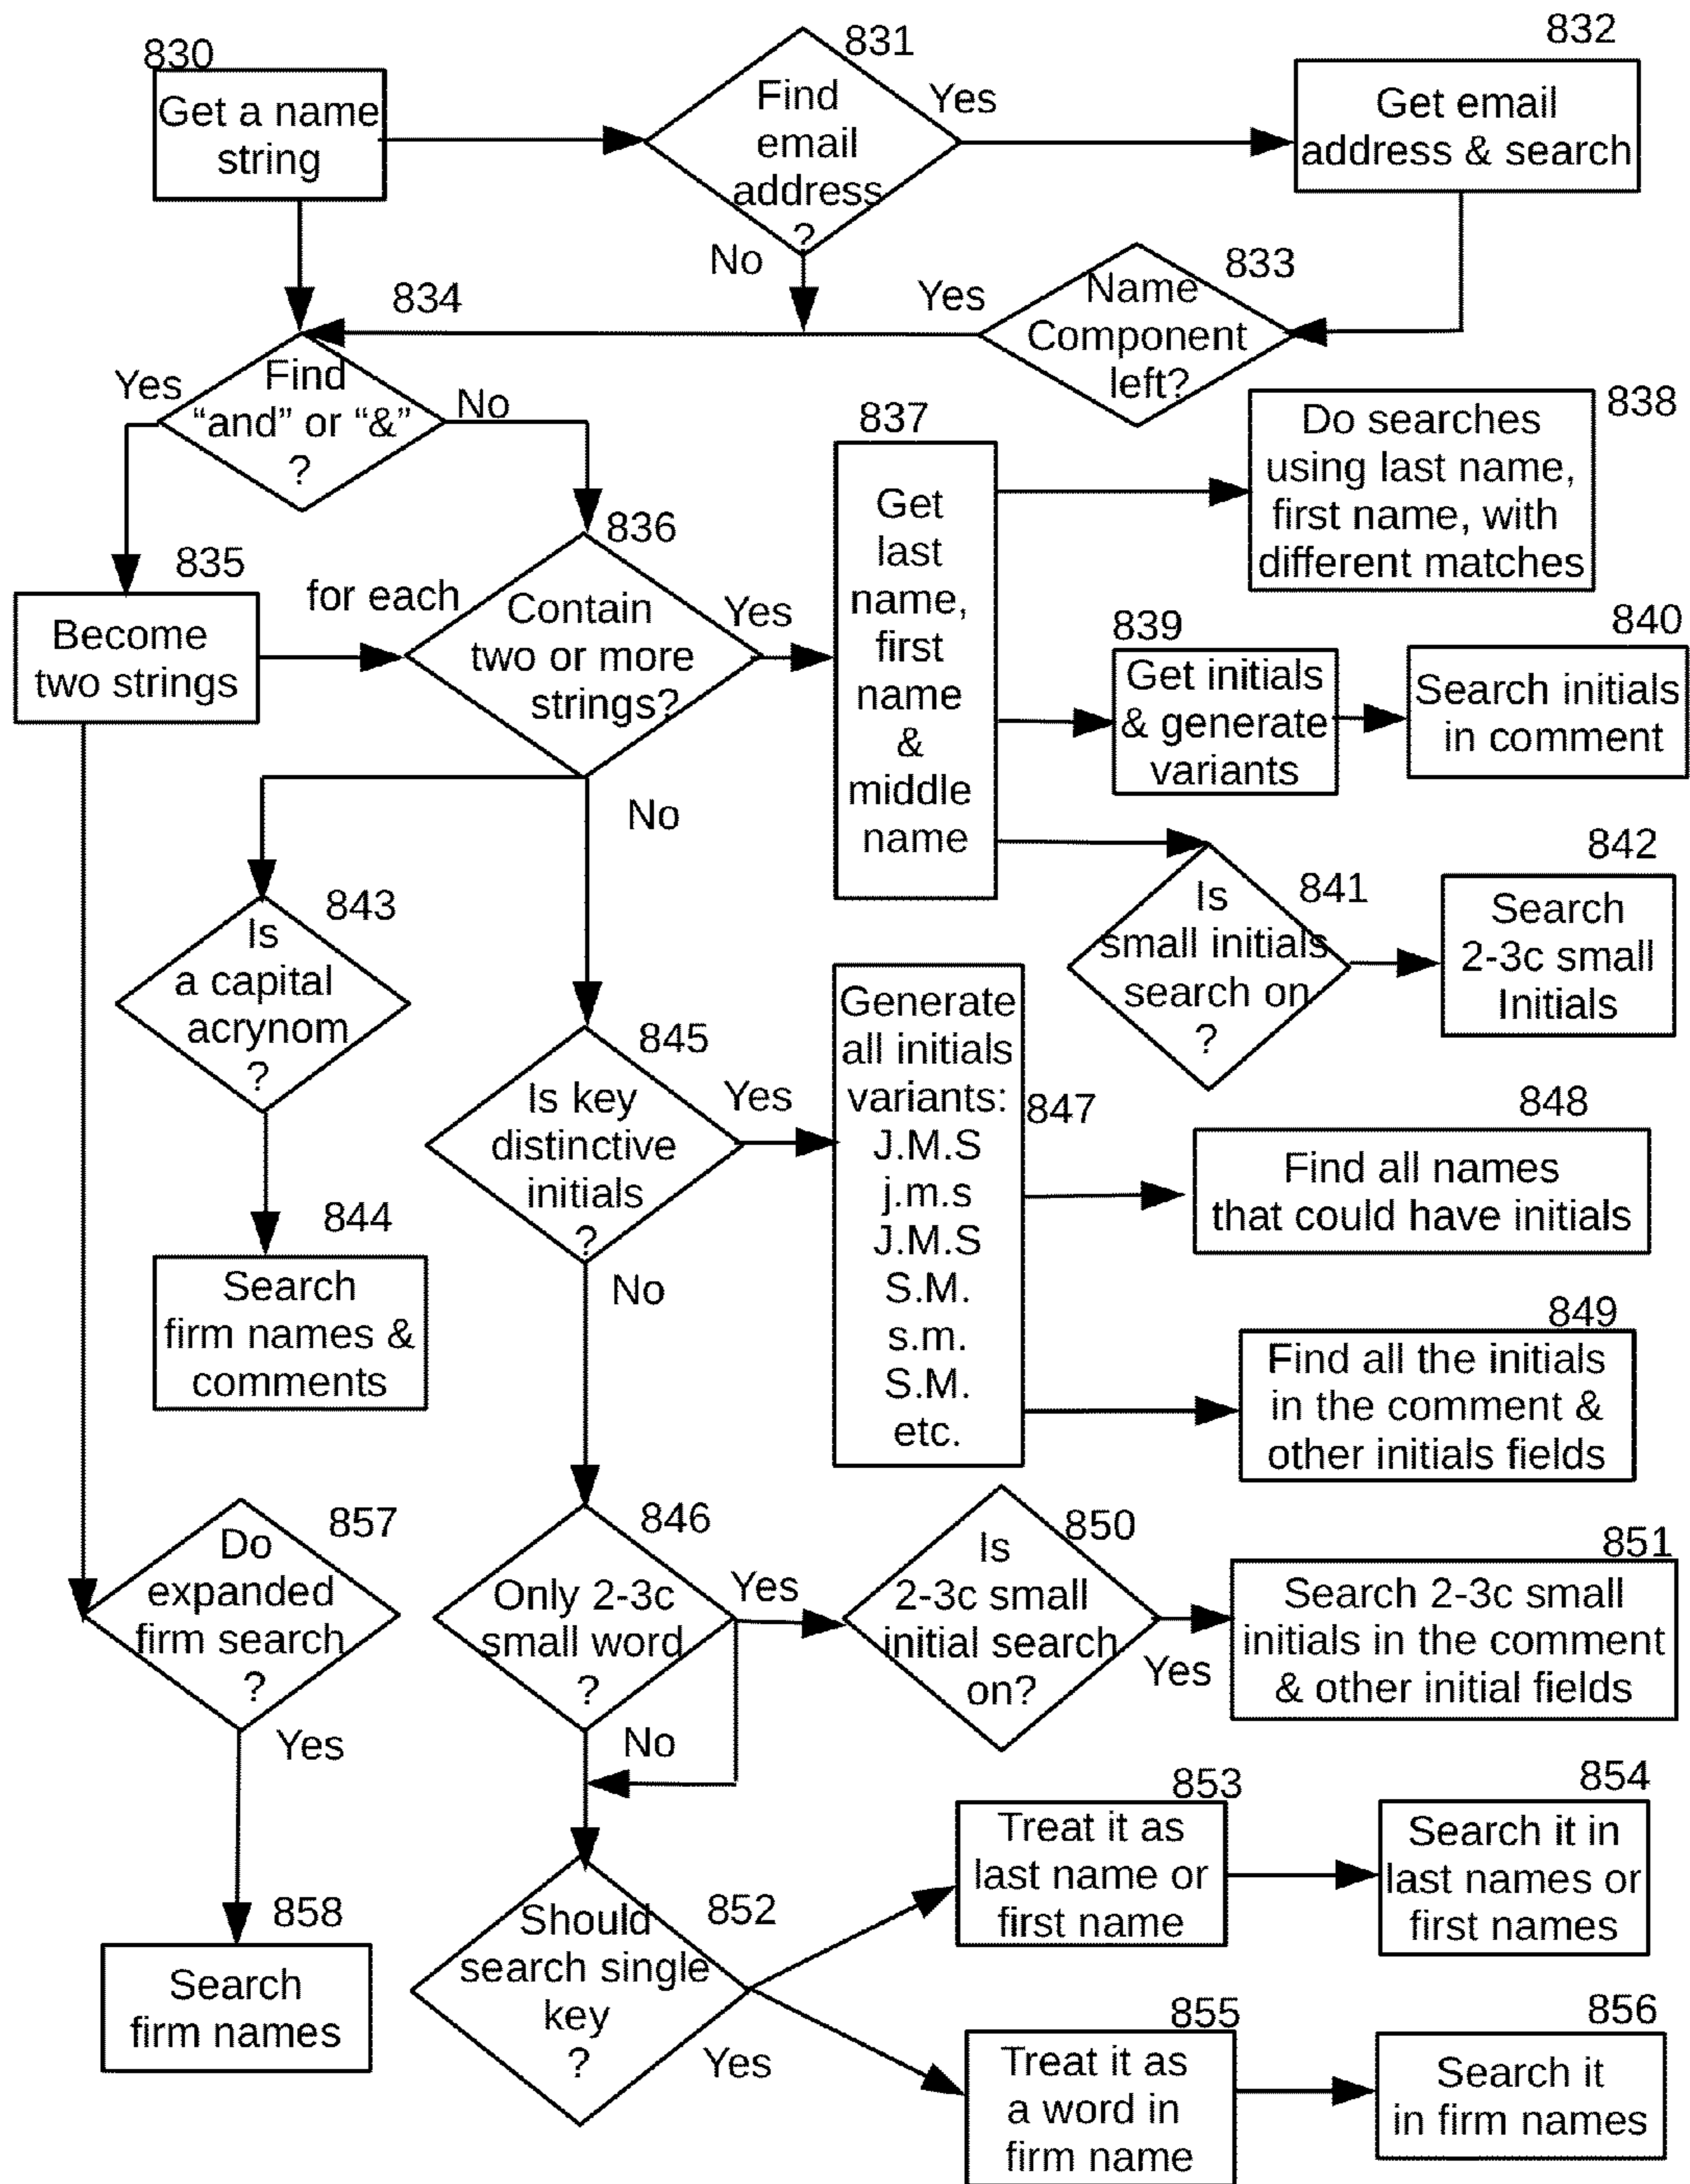 830
Get a name
string
831
Find
email
address
?
Yes
No
832
Get email
address & search
833
Name
Component
left?
Yes
834
Find
“and” or “&”
?
Yes
No
835
Become
two strings
for each
836
Contain
two or more
strings?
Yes
No
837
Get
last
name,
first
name
&
middle
name
838
Do searches
using last name,
first name, with
different matches
839
Get initials
& generate
variants
840
Search initials
in comment
841
Is
small initials
search on
?
842
Search
2-3c small
Initials
843
Is
a capital
acrynom
?
844
Search
firm names &
comments
845
Is key
distinctive
initials
?
Yes
No
Generate
all initials
variants:
J.M.S
j.m.s
J.M.S
S.M.
s.m.
S.M.
etc.
847
848
Find all names
that could have initials
849
Find all the initials
in the comment &
other initials fields
846
Only 2-3c
small word
?
Yes
No
850
Is
2-3c small
initial search
on?
Yes
851
Search 2-3c small
initials in the comment
& other initial fields
857
Do
expanded
firm search
?
Yes
858
Search
firm names
852
Should
search single
key
?
Yes
853
Treat it as
last name or
first name
854
Search it in
last names or
first names
855
Treat it as
a word in
firm name
856
Search it
in firm names